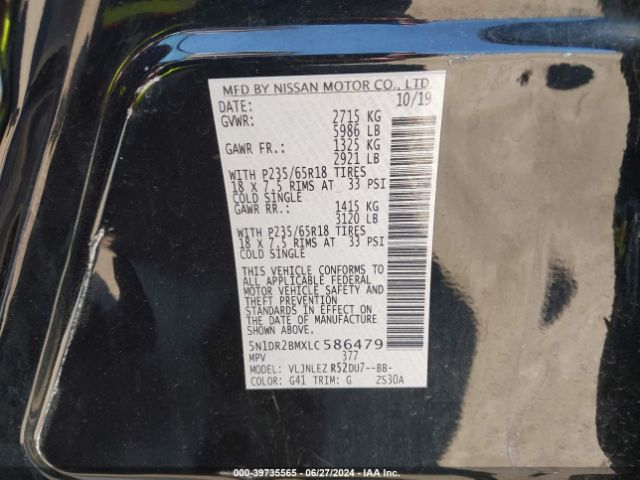 MFD BY NISSAN MOTOR CO., LTD.
DATE: 10/19
GVWR: 2715 KG
5986 LB
GAWR FR.: 1325 KG
2921 LB
WITH P235/65R18 TIRES
18 X 7.5 RIMS AT 33 PSI
COLD SINGLE
GAWR RR.: 1415 KG
3120 LB
WITH P235/65R18 TIRES
18 X 7.5 RIMS AT 33 PSI
COLD SINGLE
THIS VEHICLE CONFORMS TO
ALL APPLICABLE FEDERAL
MOTOR VEHICLE SAFETY AND
THEFT PREVENTION
STANDARDS IN EFFECT ON
THE DATE OF MANUFACTURE
SHOWN ABOVE.
5N1DR2BMXLC 586479
MPV 377
MODEL: VLJNLEZ R52DU7--BB-
COLOR: G41 TRIM: G ZS30A
000-39735565 - 06/27/2024 - IAA Inc.